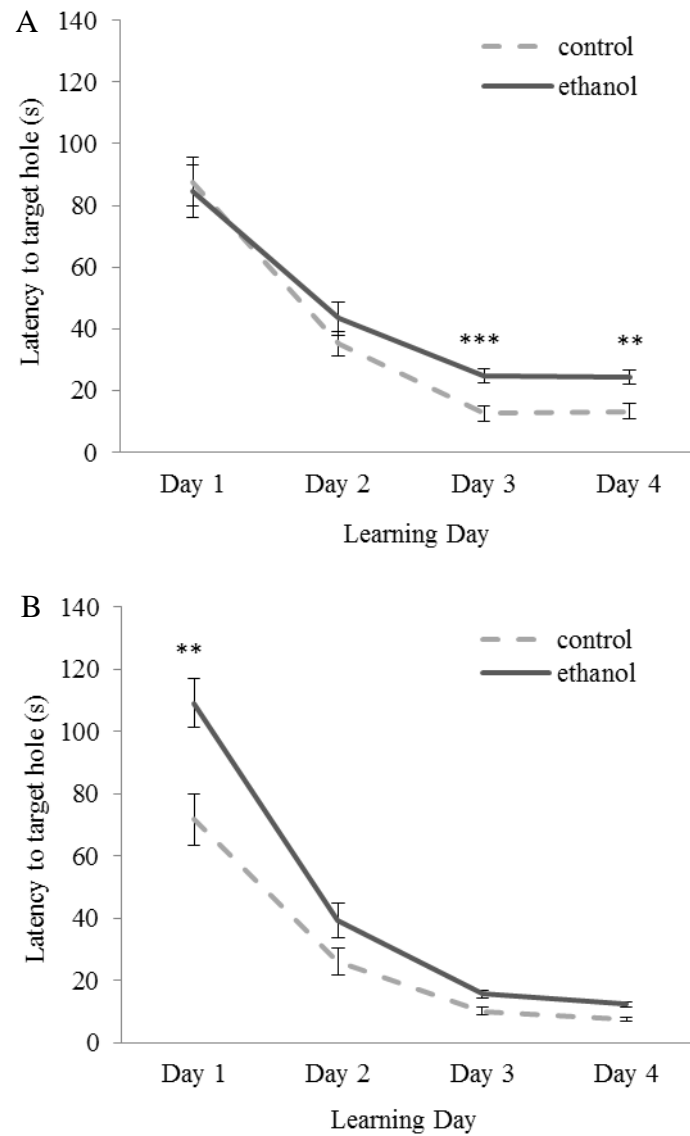 A
140
120
100
80
60
40
20
0
Latency to target hole (s)
control
ethanol
***
**
Day 1 Day 2 Day 3 Day 4
Learning Day
B
140
120
100
80
60
40
20
0
Latency to target hole (s)
control
ethanol
**
Day 1 Day 2 Day 3 Day 4
Learning Day